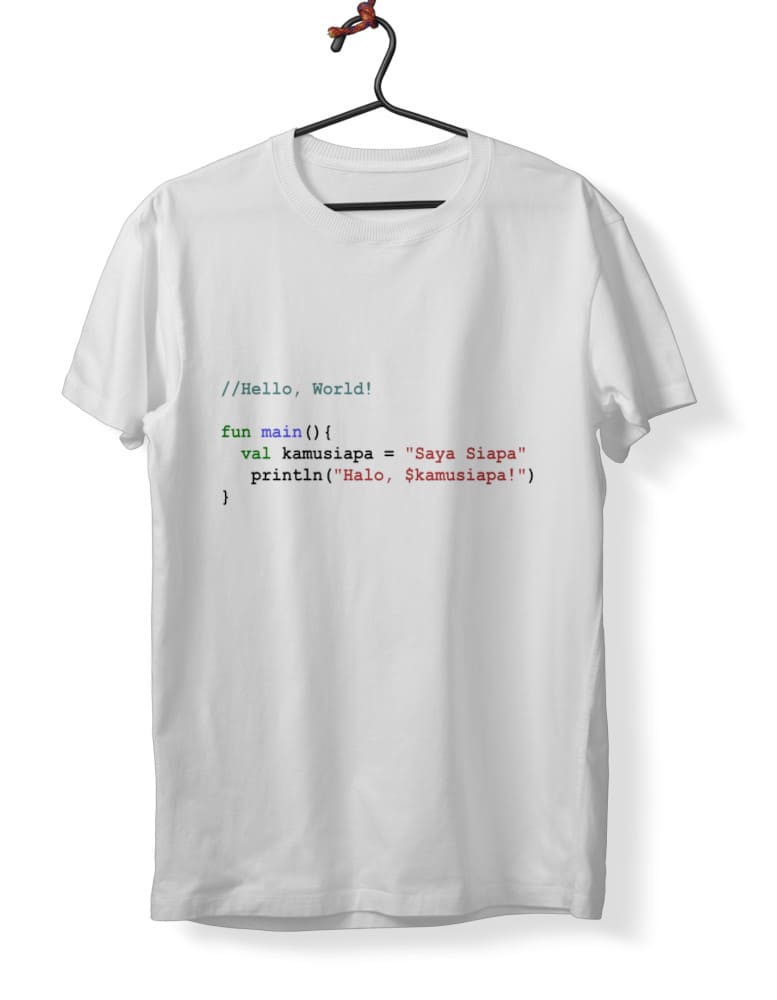 //Hello, World!
fun main(){
  val kamusiapa = "Saya Siapa"
   println("Halo, $kamusiapa!")
}